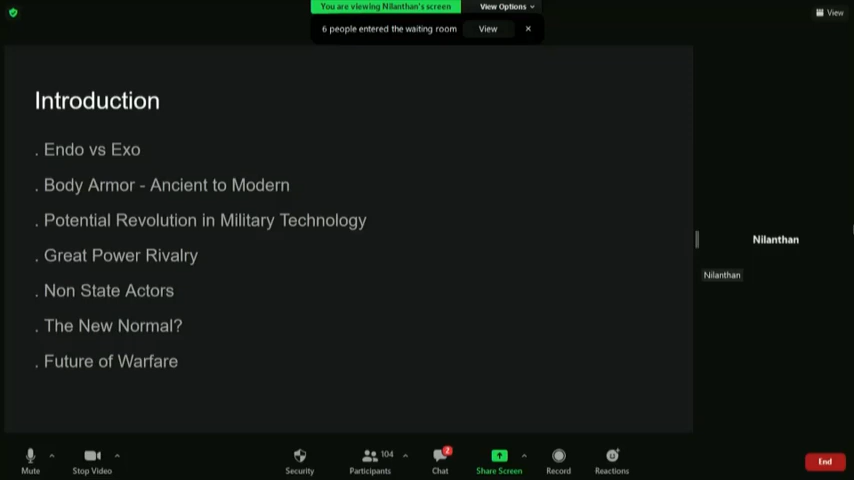 You are viewing Nilanthan's screen
View Options
View
6 people entered the waiting room
View
Introduction
. Endo vs Exo
. Body Armor - Ancient to Modern
. Potential Revolution in Military Technology
. Great Power Rivalry
. Non State Actors
. The New Normal?
. Future of Warfare
Nilanthan
Nilanthan
Mute
Stop Video
Security
104
Participants
2
Chat
Share Screen
Record
Reactions
End